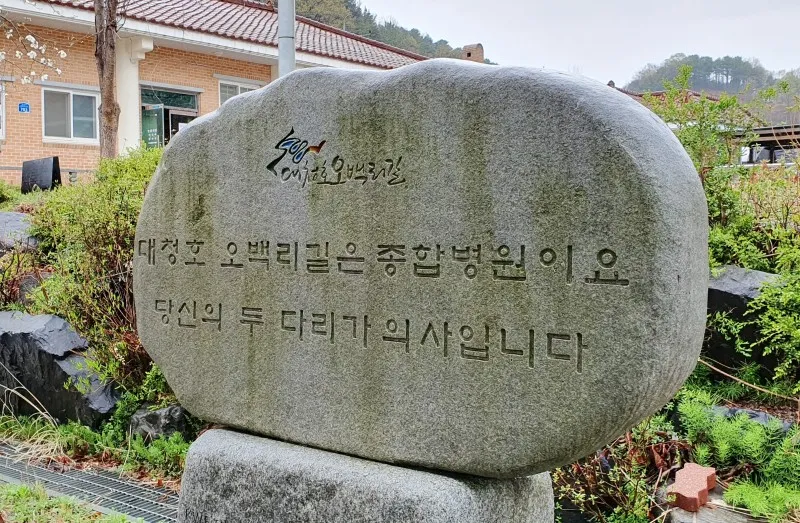 대청호오백리길
대청호 오백리길은 종합병원이요
당신의 두 다리가 의사입니다